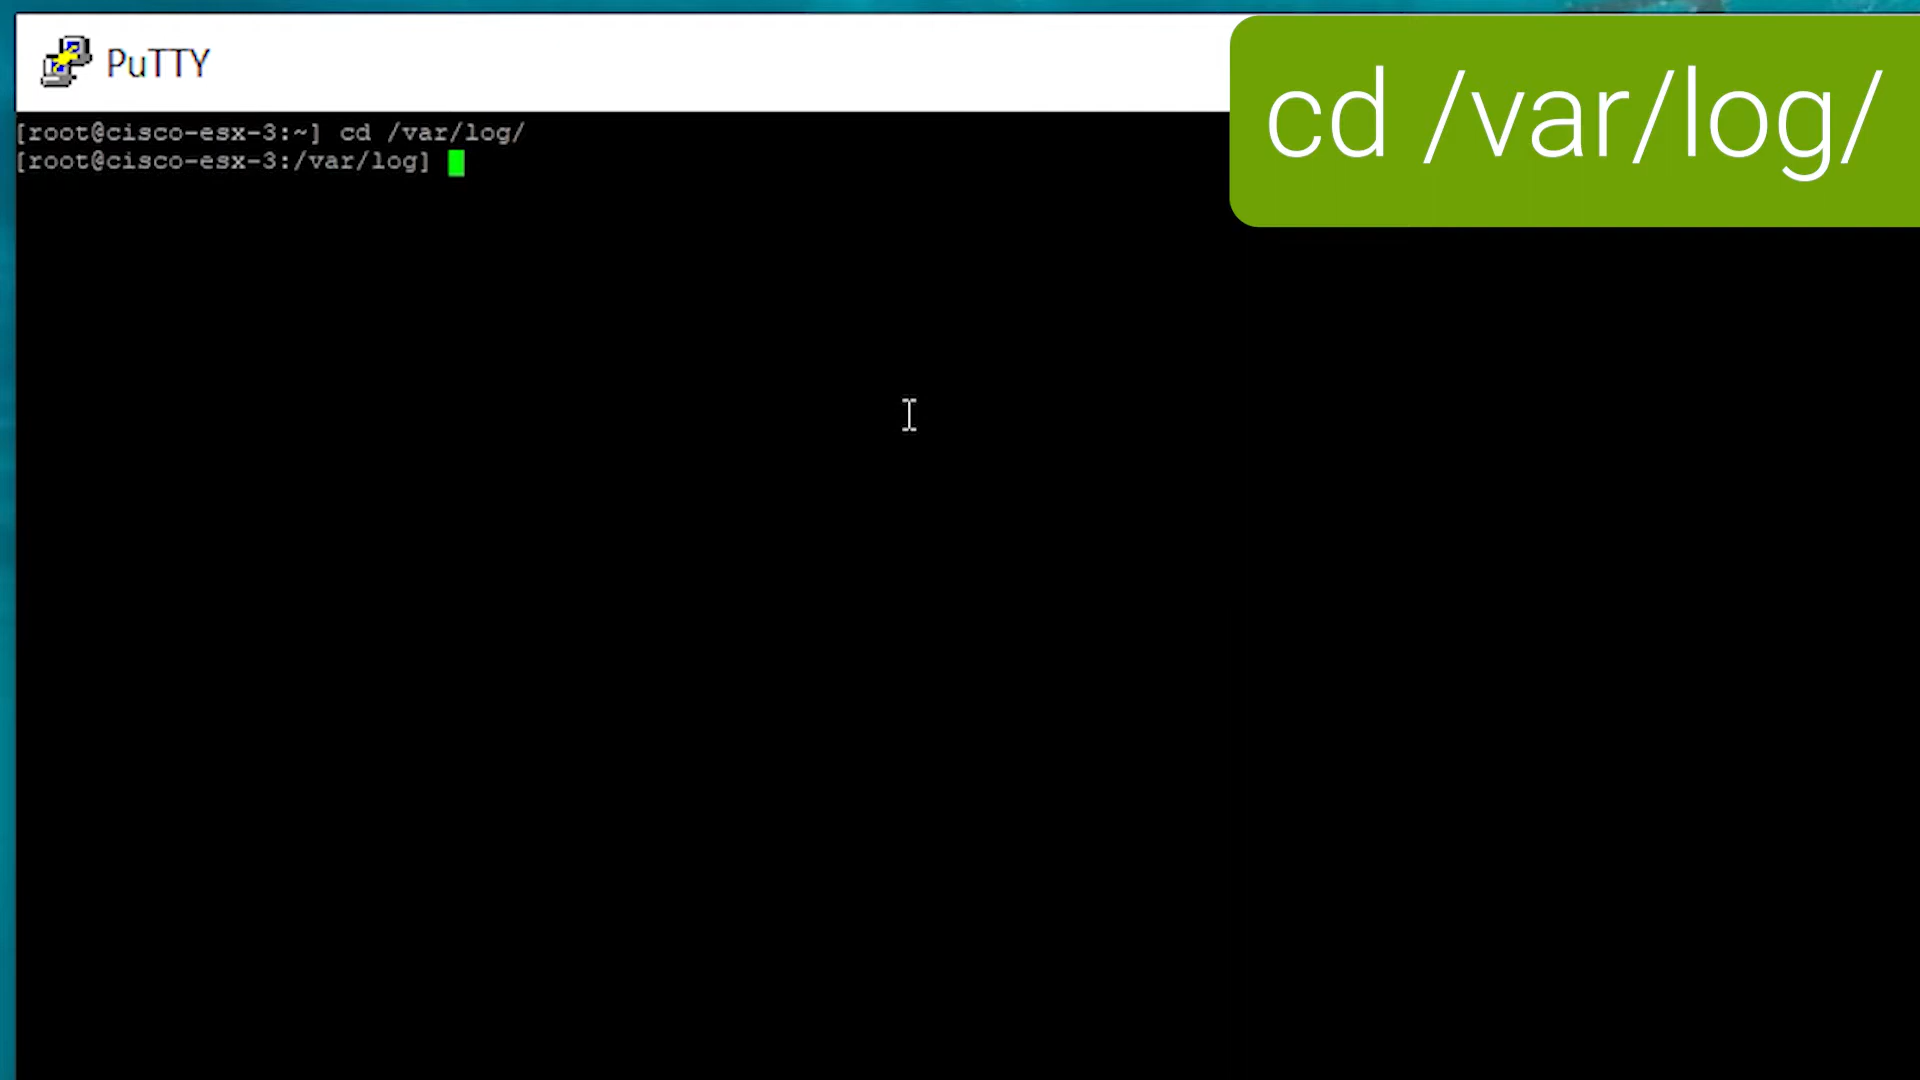 PuTTY
cd /var/log/
[root@cisco-esx-3:~] cd /var/log/
[root@cisco-esx-3:/var/log]